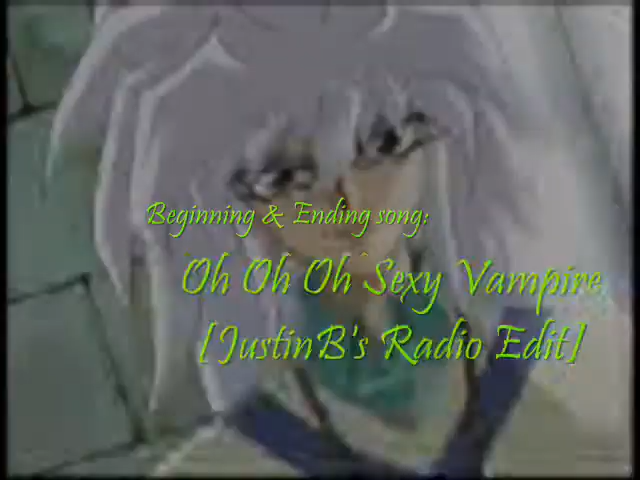 Beginning & Ending song:
Oh Oh Oh Sexy Vampire
[JustinB's Radio Edit]